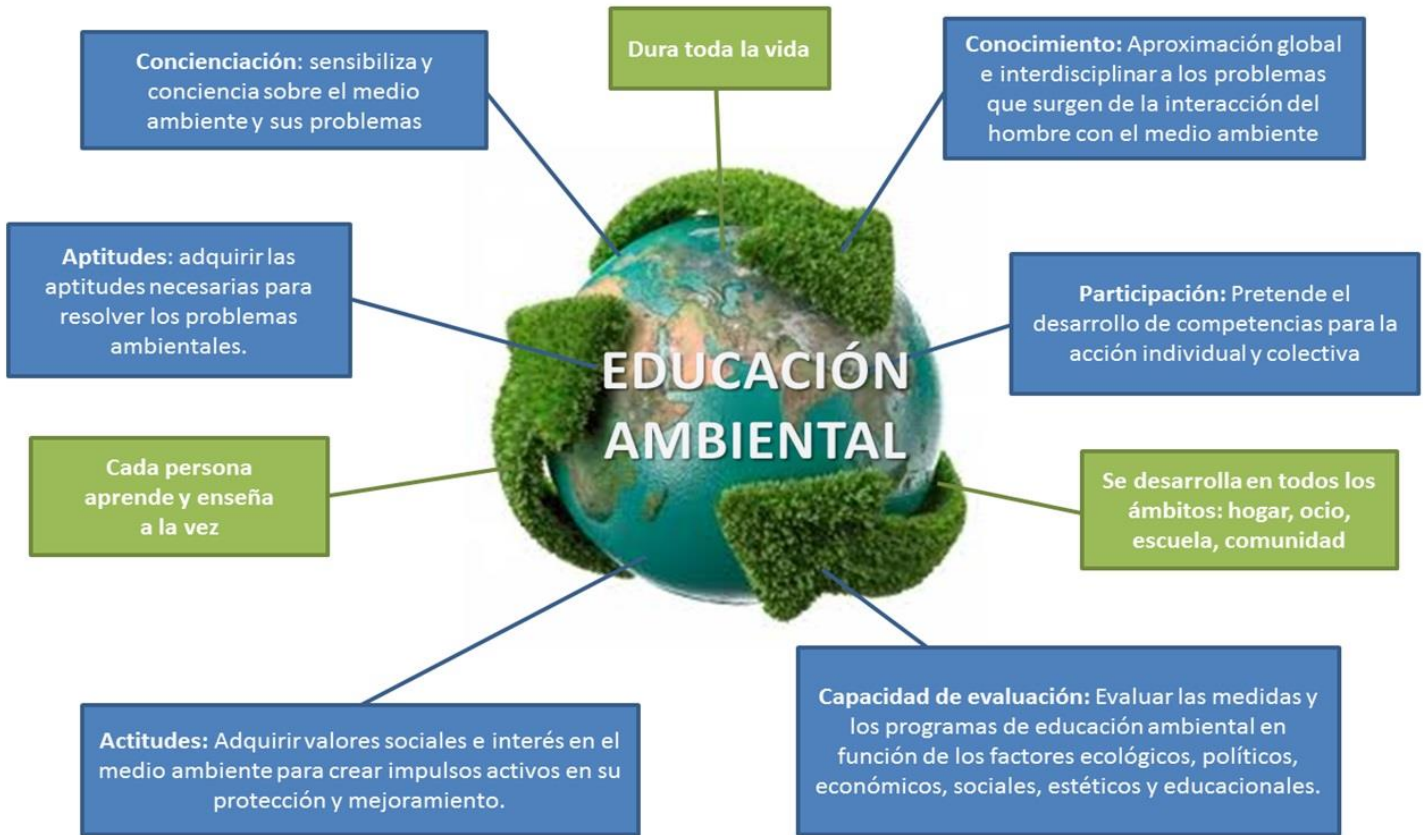 Concienciación: sensibiliza y
conciencia sobre el medio
ambiente y sus problemas
Dura toda la vida
Conocimiento: Aproximación global
e interdisciplinar a los problemas
que surgen de la interacción del
hombre con el medio ambiente
Aptitudes: adquirir las
aptitudes necesarias para
resolver los problemas
ambientales.
Participación: Pretende el
desarrollo de competencias para la
acción individual y colectiva
EDUCACIÓN
AMBIENTAL
Cada persona
aprende y enseña
a la vez
Se desarrolla en todos los
ámbitos: hogar, ocio,
escuela, comunidad
Actitudes: Adquirir valores sociales e interés en el
medio ambiente para crear impulsos activos en su
protección y mejoramiento.
Capacidad de evaluación: Evaluar las medidas y
los programas de educación ambiental en
función de los factores ecológicos, políticos,
económicos, sociales, estéticos y educacionales.